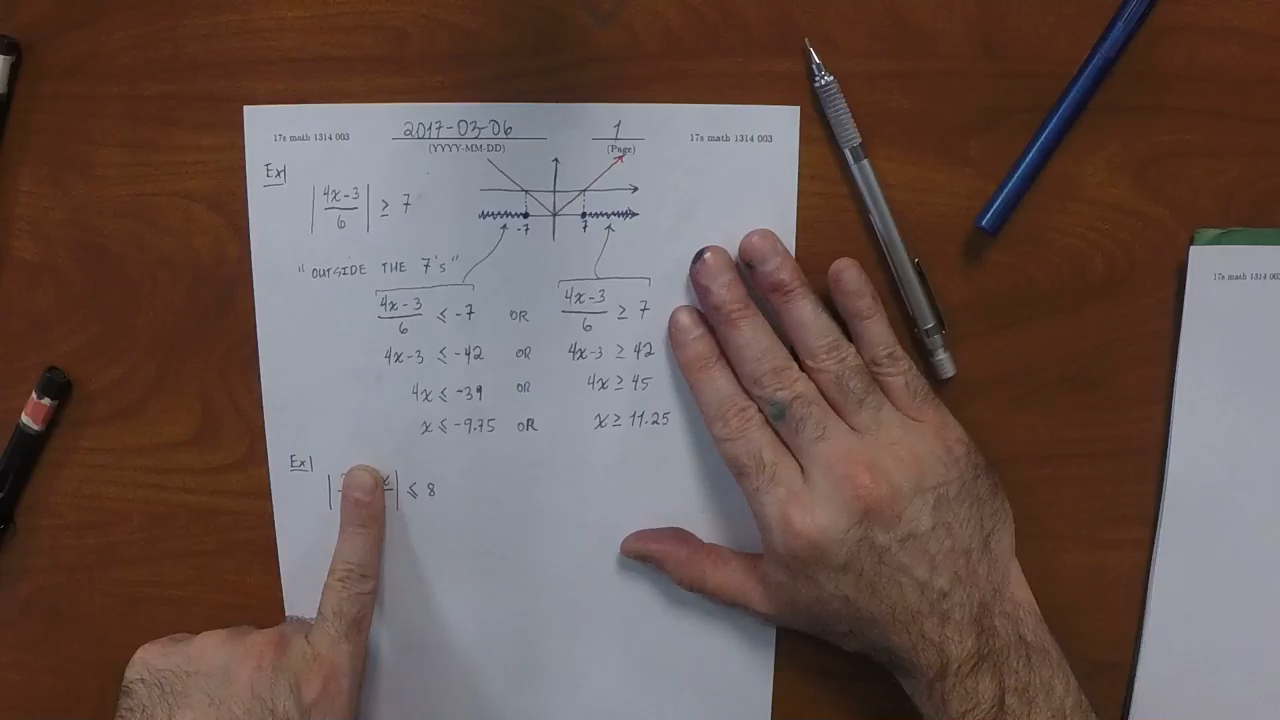 17s math 1314 003 2017-03-06 1 17s math 1314 003
(YYYY-MM-DD) (Page)
Ex|
|4x-3/6| ≥ 7
-7 7
"OUTSIDE THE 7's"
4x-3/6 ≤ -7 OR 4x-3/6 ≥ 7
4x-3 ≤ -42 OR 4x-3 ≥ 42
4x ≤ -39 OR 4x ≥ 45
x ≤ -9.75 OR x ≥ 11.25
Ex|
≤ 8
17s math 1314 003